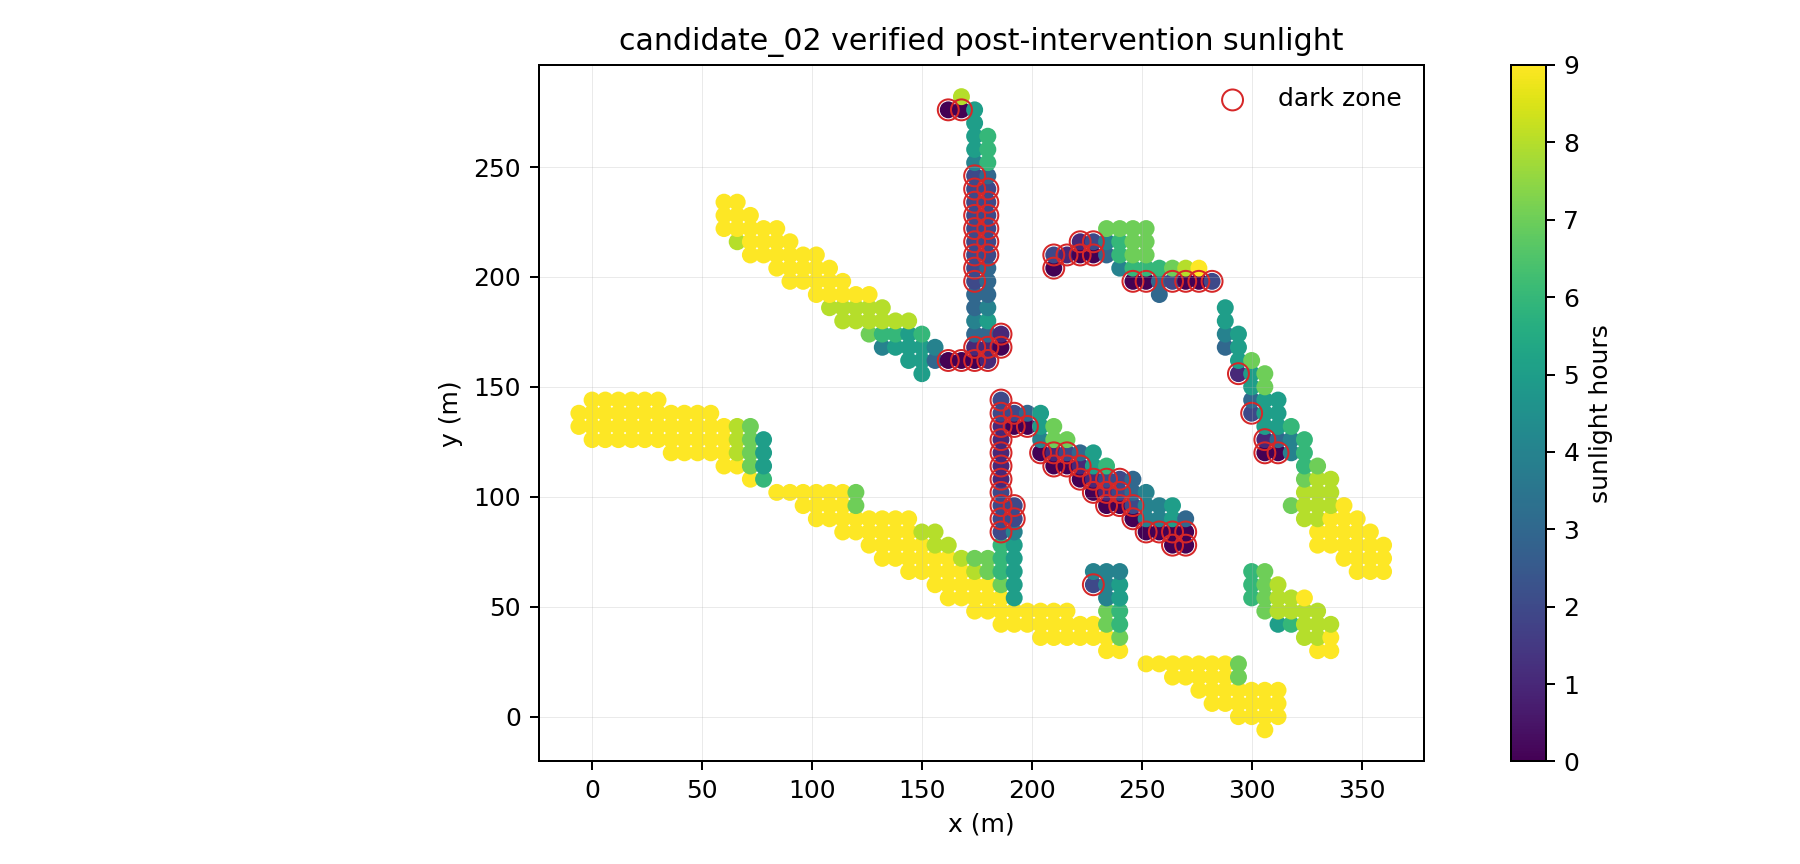 candidate_02 verified post-intervention sunlight
dark zone
y (m)
250
200
150
100
50
0
0 50 100 150 200 250 300 350
x (m)
9
8
7
6
5
4
3
2
1
0
sunlight hours